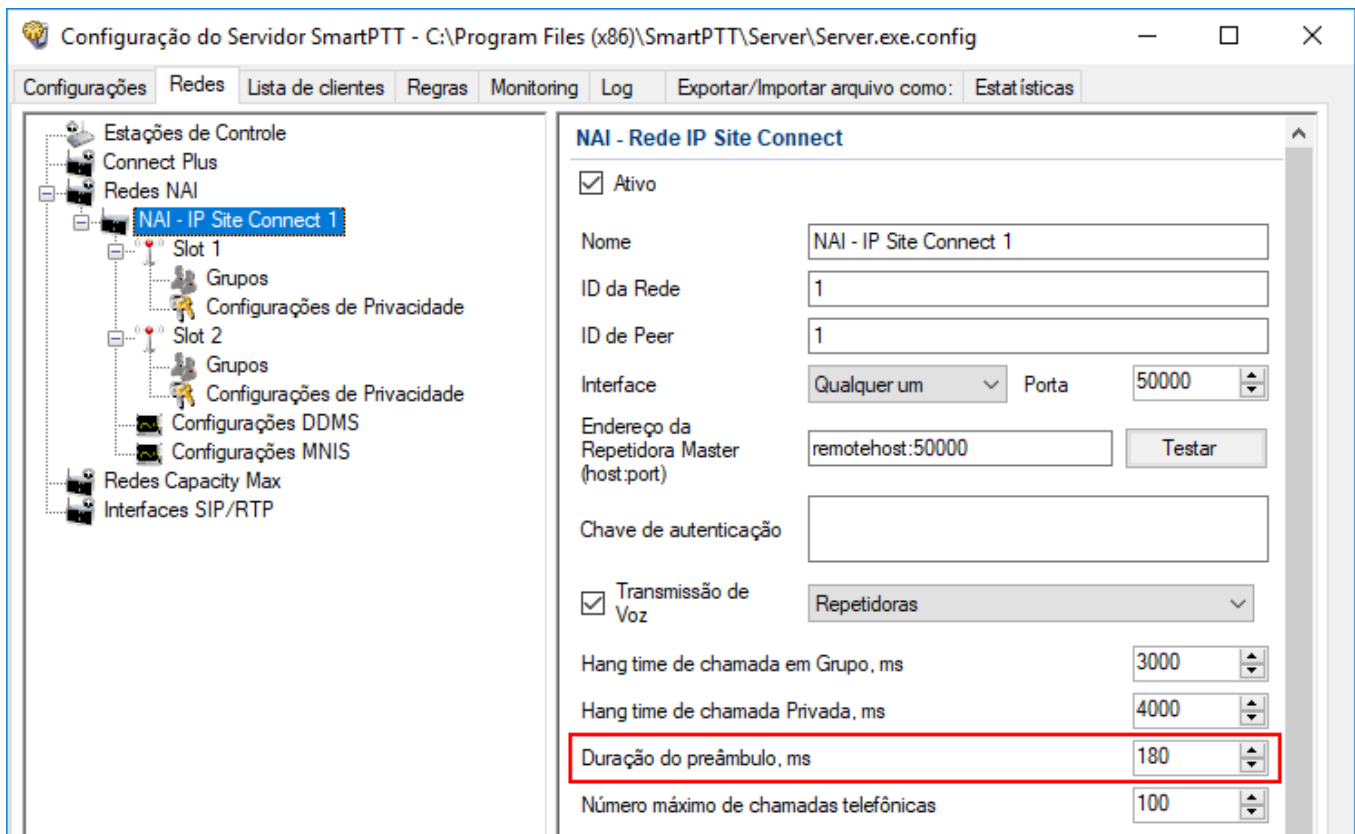 Configuração do Servidor SmartPTT - C:\Program Files (x86)\SmartPTT\Server\Server.exe.config
Configurações Redes Lista de clientes Regras Monitoring Log Exportar/Importar arquivo como: Estatísticas
Estações de Controle
Connect Plus
Redes NAI
NAI - IP Site Connect 1
Slot 1
Grupos
Configurações de Privacidade
Slot 2
Grupos
Configurações de Privacidade
Configurações DDMS
Configurações MNIS
Redes Capacity Max
Interfaces SIP/RTP
NAI - Rede IP Site Connect
Ativo
Nome NAI - IP Site Connect 1
ID da Rede 1
ID de Peer 1
Interface Qualquer um Porta 50000
Endereço da
Repetidora Master
(host:port)
remotehost:50000 Testar
Chave de autenticação
Transmissão de
Voz
Repetidoras
Hang time de chamada em Grupo, ms 3000
Hang time de chamada Privada, ms 4000
Duração do preâmbulo, ms 180
Número máximo de chamadas telefônicas 100